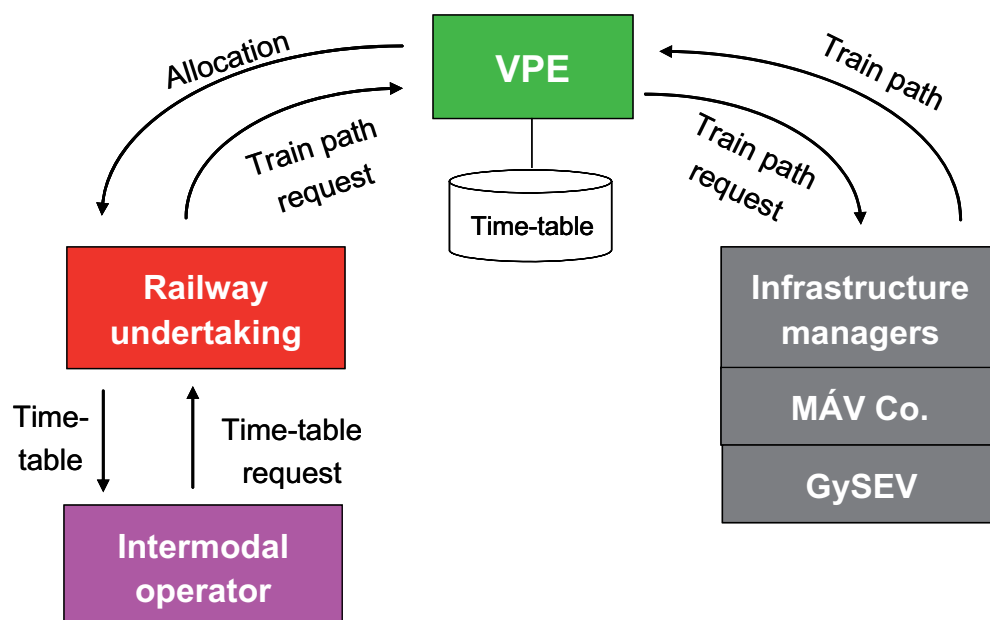 Allocation
VPE
Train path
Train path
request
Train path
request
Time-table
Railway
undertaking
Infrastructure
managers
MÁV Co.
GySEV
Time-
table
Time-table
request
Intermodal
operator